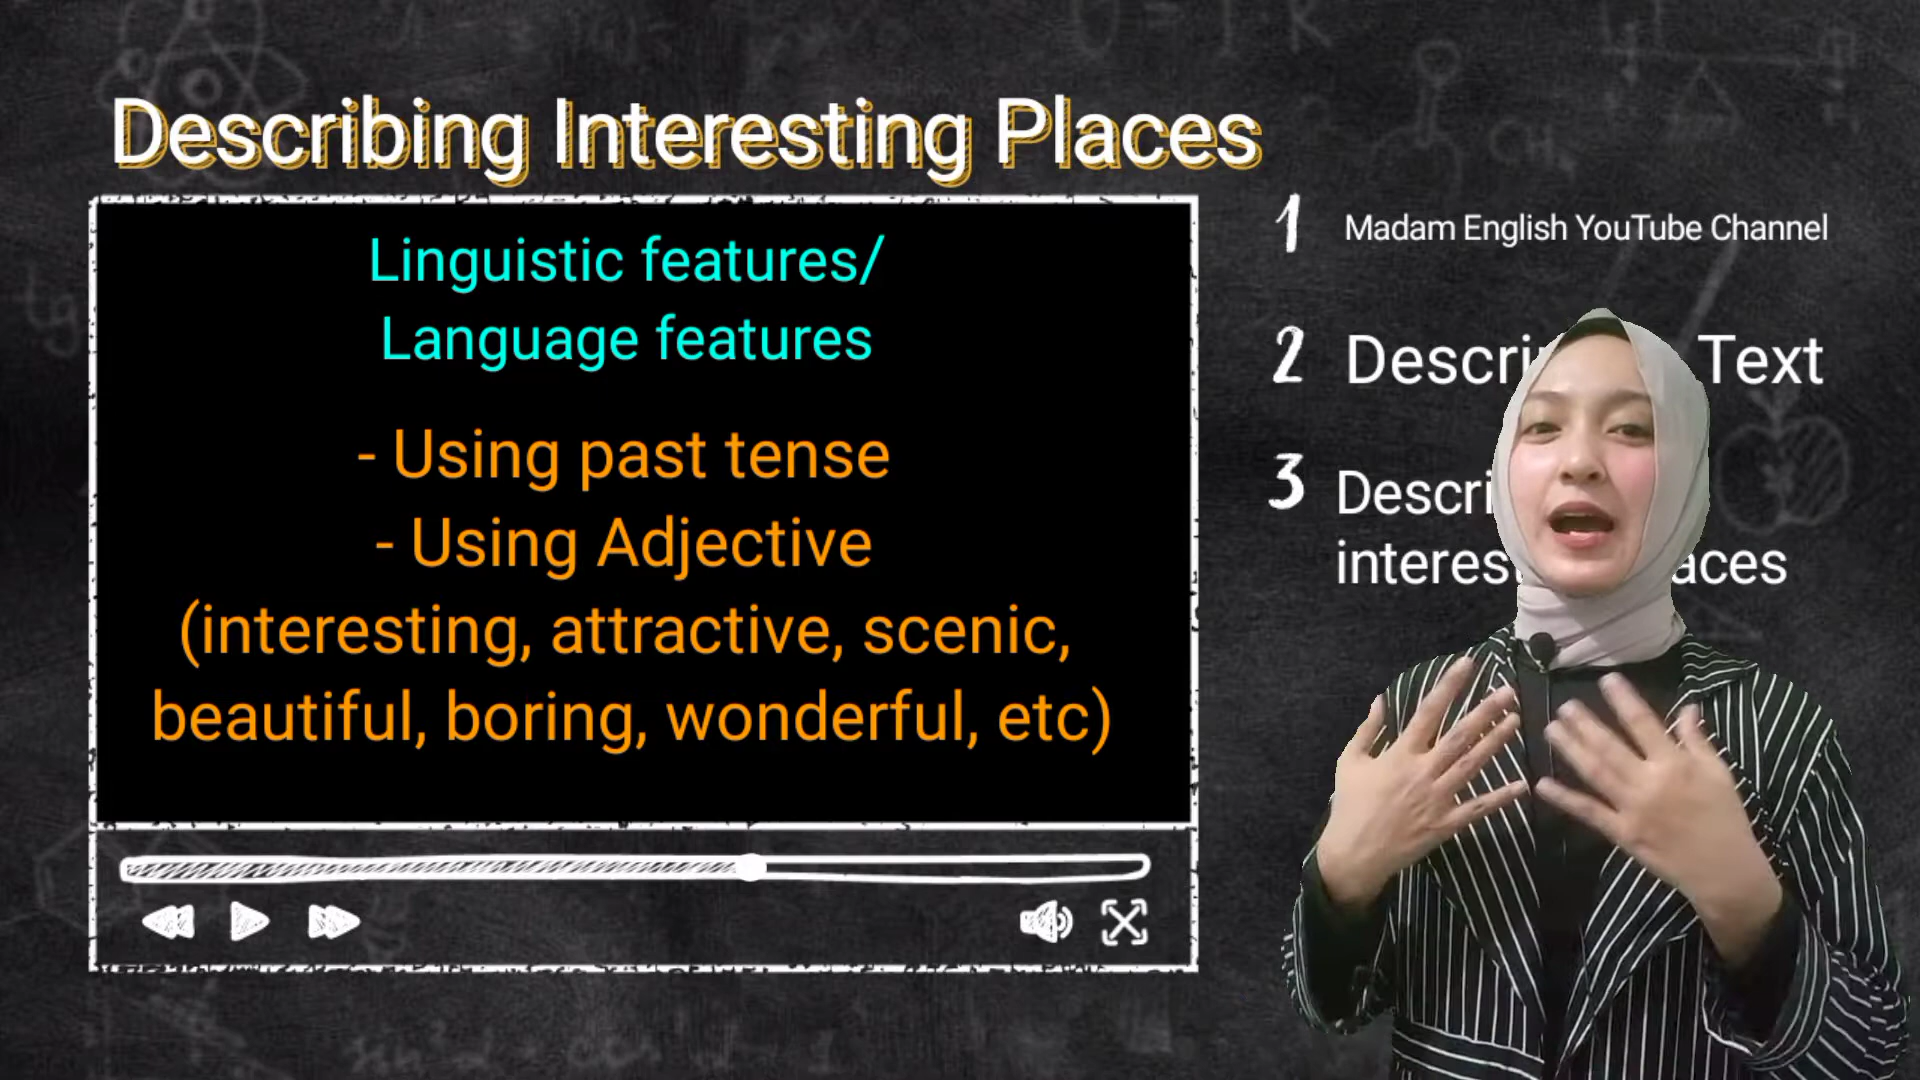 Describing Interesting Places
Linguistic features/
Language features
- Using past tense
- Using Adjective
(interesting, attractive, scenic,
beautiful, boring, wonderful, etc)
1 Madam English YouTube Channel
2 Text
3